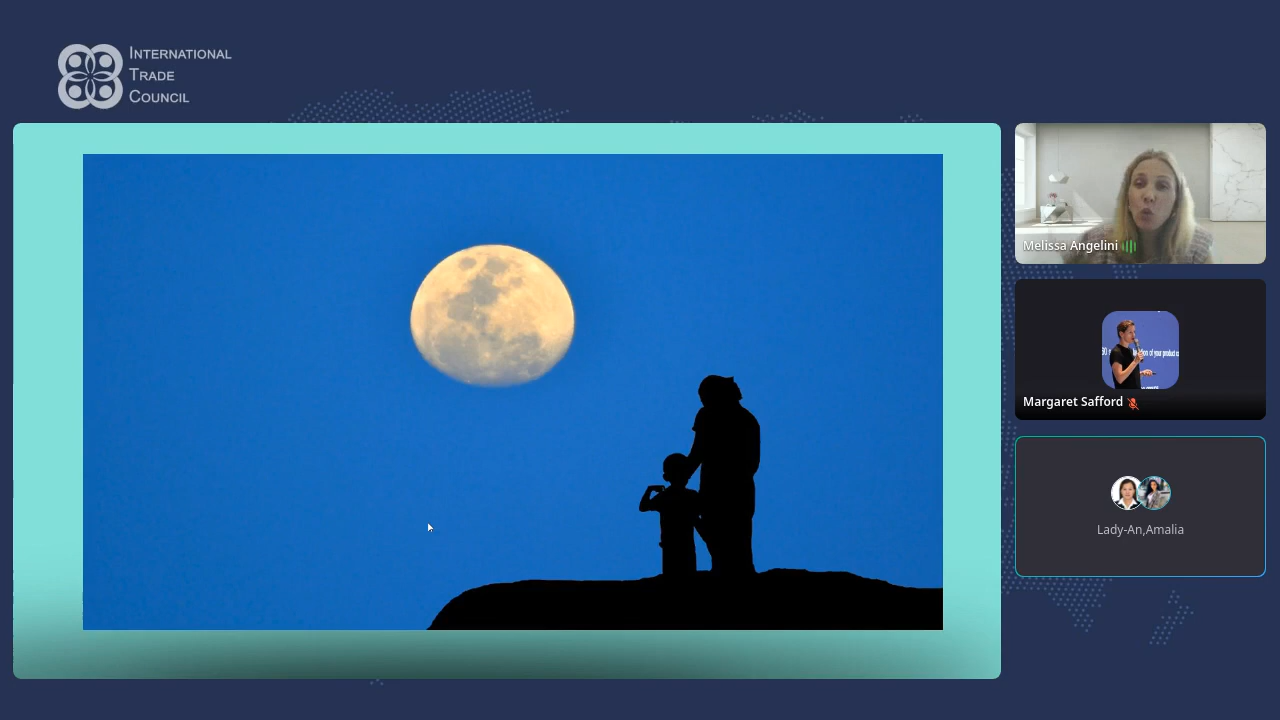 INTERNATIONAL
TRADE
COUNCIL
Melissa Angelini
Margaret Safford
Lady-An,Amalia